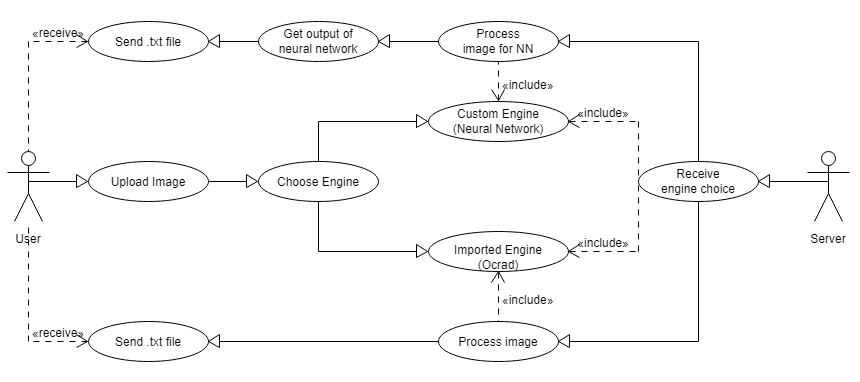 «receive»
Send .txt file
Get output of
neural network
Process
image for NN
«include»
Custom Engine
(Neural Network)
«include»
User
Upload Image
Choose Engine
Receive
engine choice
Server
Imported Engine
(Ocrad)
«include»
«include»
«receive»
Send .txt file
Process image